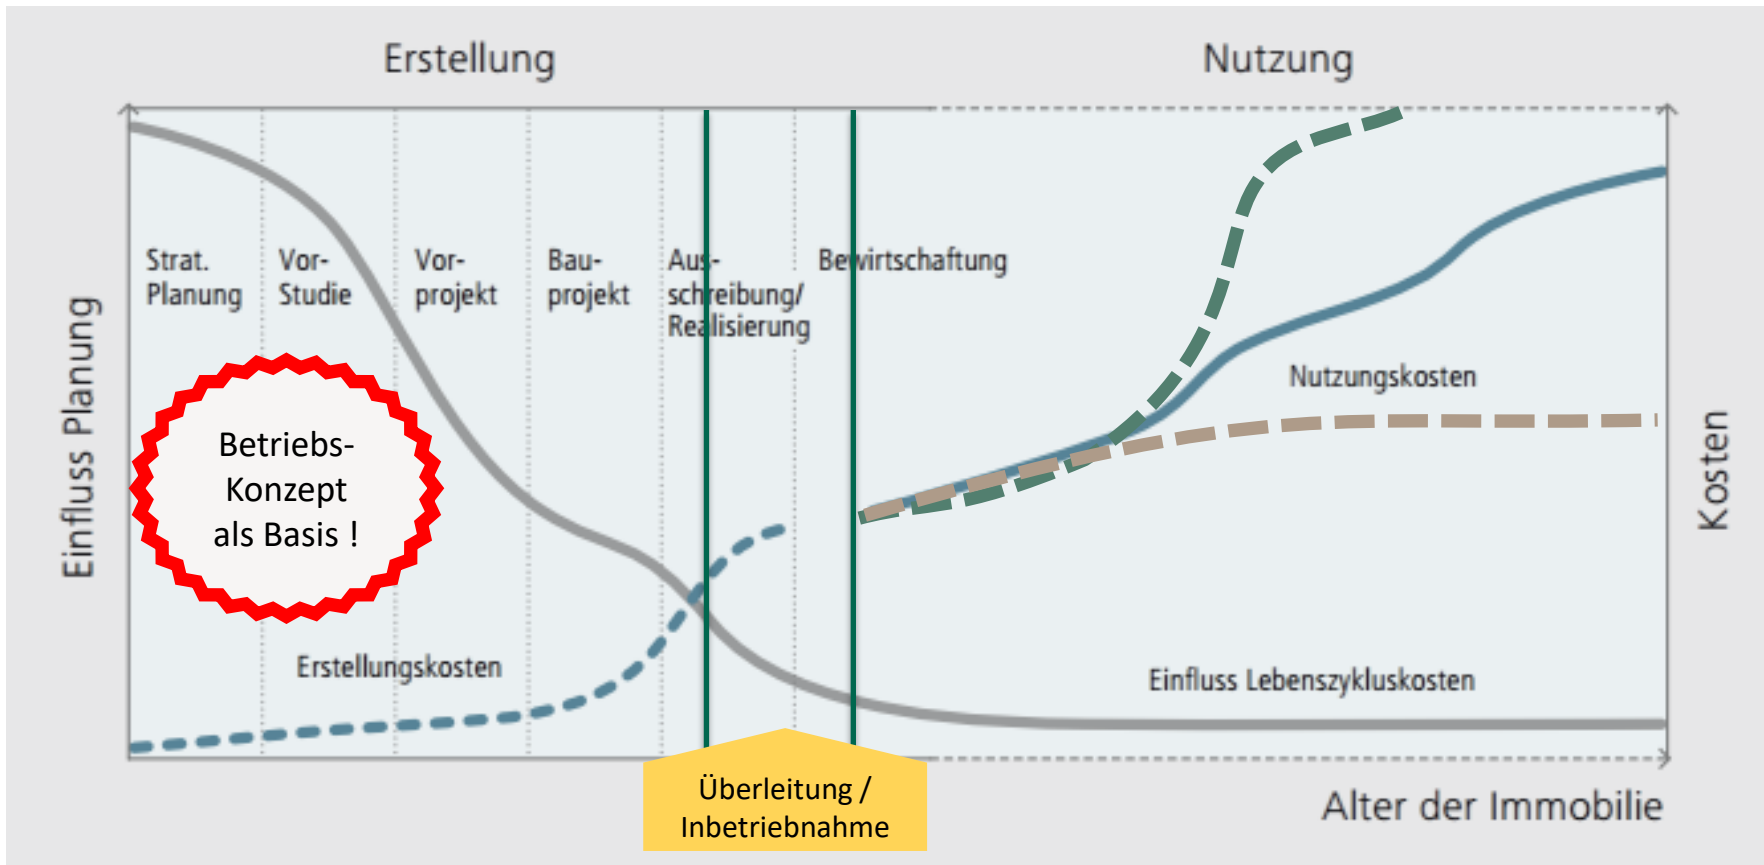 Erstellung
Nutzung
Einfluss Planung
Strat.
Planung
Vor-
Studie
Vor-
projekt
Bau-
projekt
Aus-
schreibung/
Realisierung
Bewirtschaftung
Betriebs-
Konzept
als Basis !
Nutzungskosten
Kosten
Erstellungskosten
Einfluss Lebenszykluskosten
Überleitung /
Inbetriebnahme
Alter der Immobilie